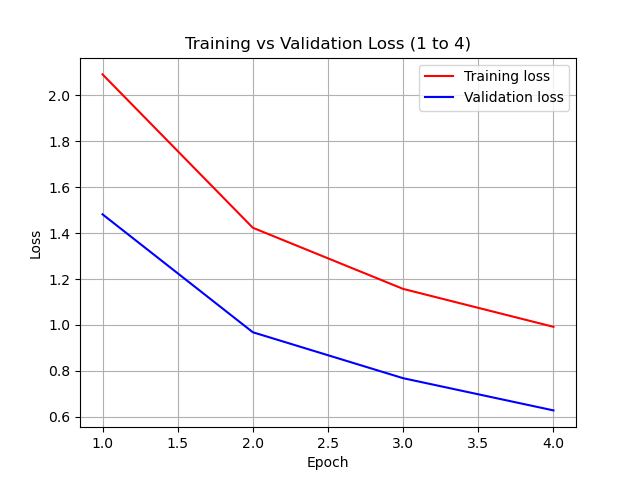 Training vs Validation Loss (1 to 4)
Training loss
Validation loss
Loss
2.0
1.8
1.6
1.4
1.2
1.0
0.8
0.6
1.0 1.5 2.0 2.5 3.0 3.5 4.0
Epoch